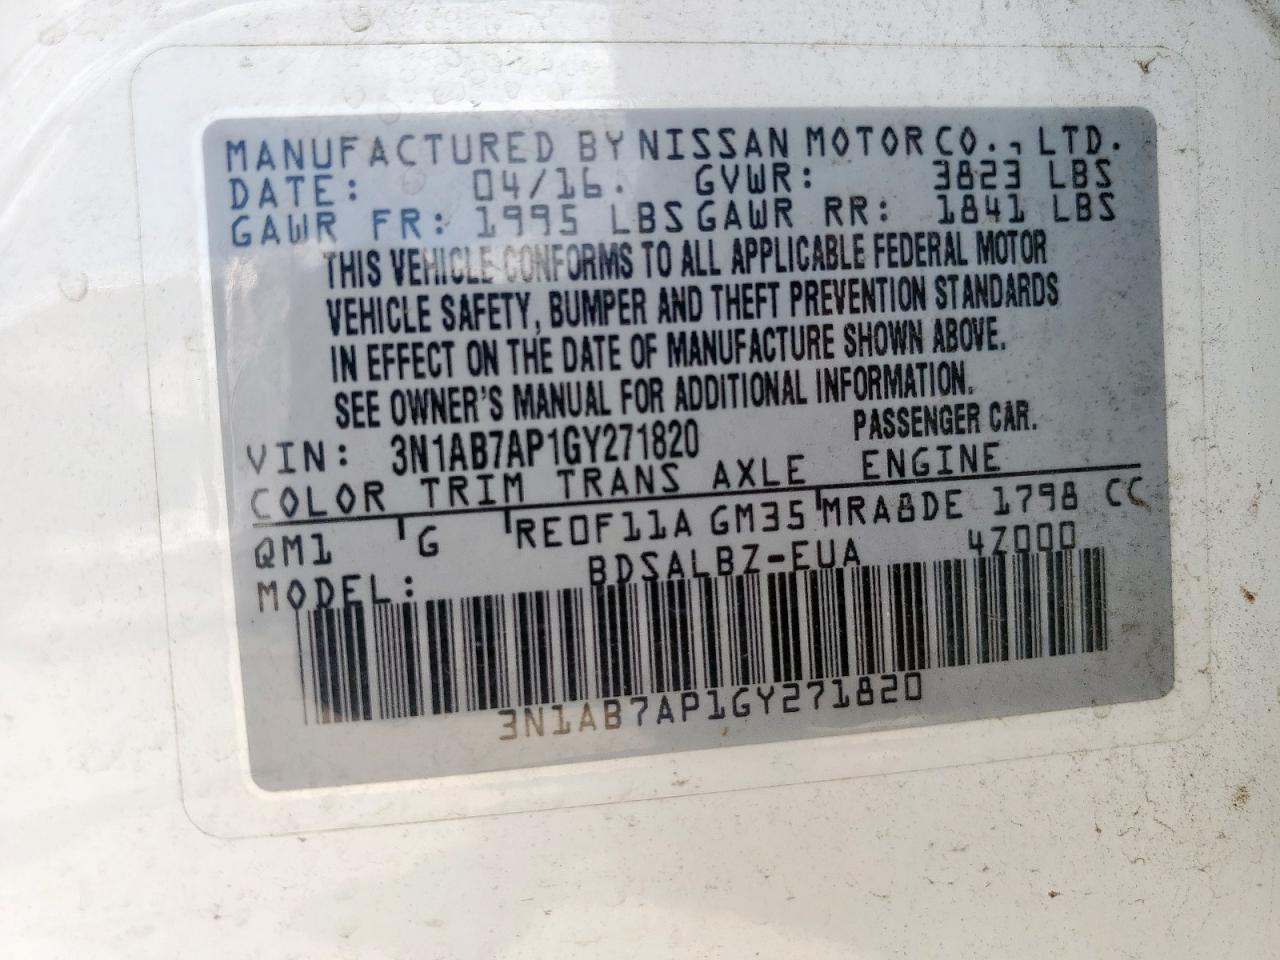 MANUFACTURED BY NISSAN MOTOR CO., LTD.
DATE: 04/16. GVWR: 3823 LBS
GAWR FR: 1995 LBS GAWR RR: 1841 LBS
THIS VEHICLE CONFORMS TO ALL APPLICABLE FEDERAL MOTOR
VEHICLE SAFETY, BUMPER AND THEFT PREVENTION STANDARDS
IN EFFECT ON THE DATE OF MANUFACTURE SHOWN ABOVE.
SEE OWNER'S MANUAL FOR ADDITIONAL INFORMATION.
VIN: 3N1AB7AP1GY271820 PASSENGER CAR.
COLOR TRIM TRANS AXLE ENGINE
QM1 G RE0F11A GM35 MRA8DE 1798 CC
MODEL: BDSALBZ-EUA 4Z000
3N1AB7AP1GY271820